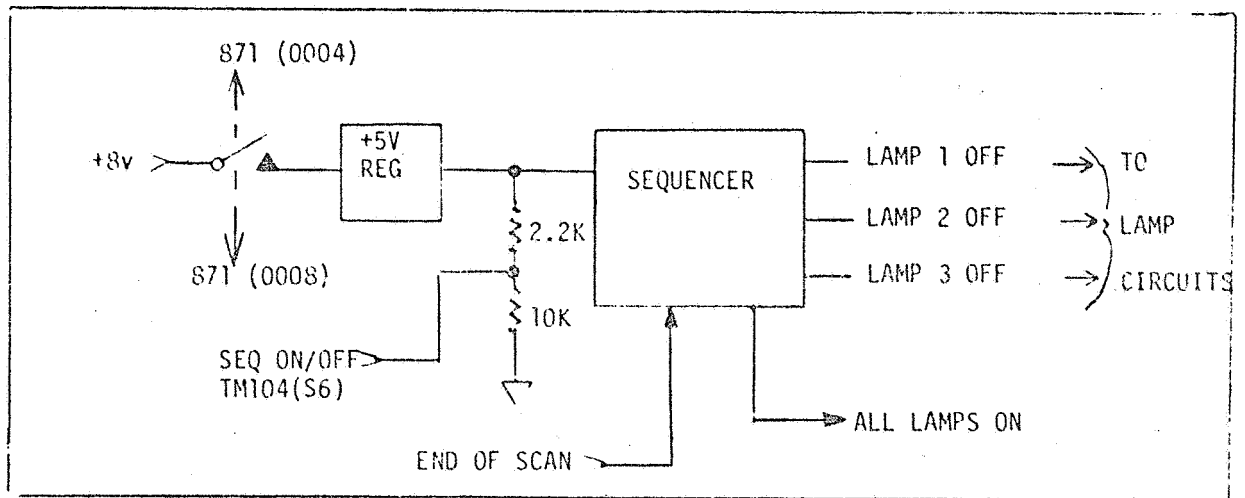 871 (0004)
+8v
+5V
REG
SEQUENCER
LAMP 1 OFF
TO
LAMP 2 OFF
LAMP
LAMP 3 OFF
CIRCUITS
2.2K
871 (0008)
10K
SEQ ON/OFF
TM104(S6)
ALL LAMPS ON
END OF SCAN